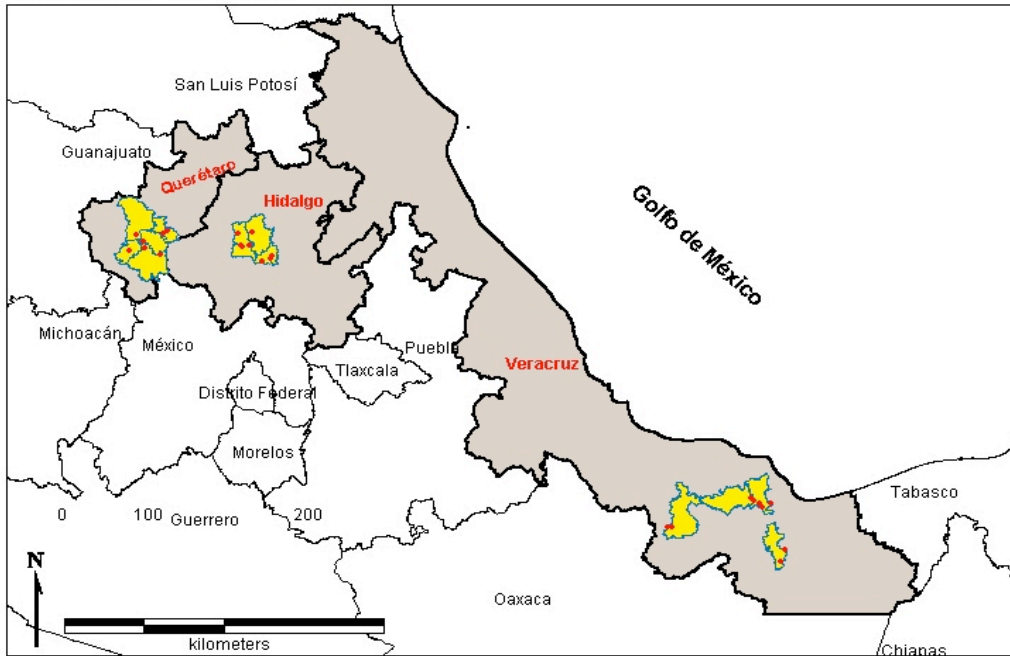 San Luis Potosí
Guanajuato
Querétaro
Hidalgo
Golfo de México
Michoacán
México
Puebla
Tlaxcala
Veracruz
Distrito Federal
Morelos
Tabasco
0 100 200
Guerrero
N
Oaxaca
kilometers
Chiapas